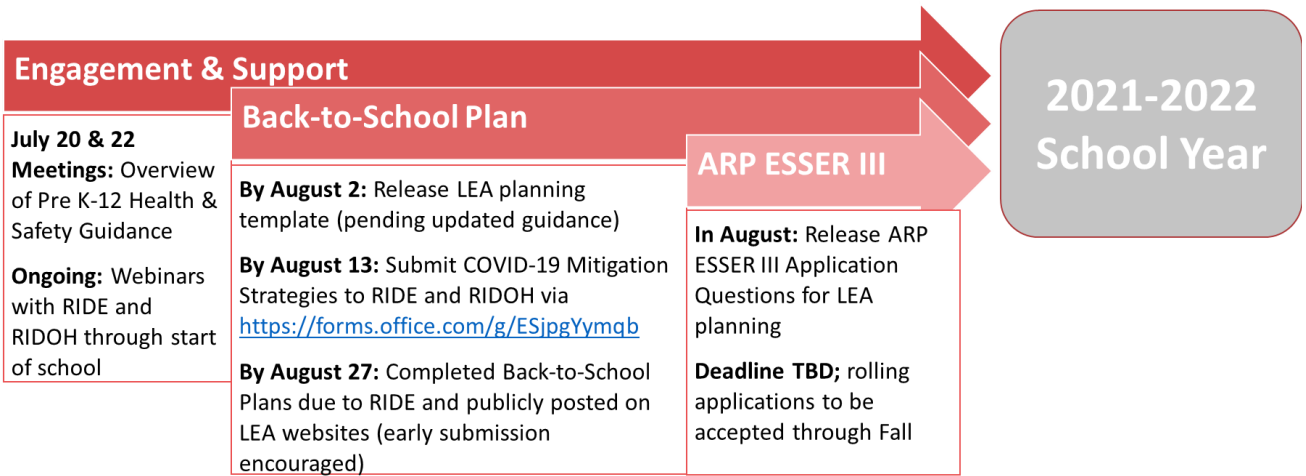 Engagement & Support
July 20 & 22
Meetings: Overview
of Pre K-12 Health &
Safety Guidance
Ongoing: Webinars
with RIDE and
RIDOH through start
of school
Back-to-School Plan
By August 2: Release LEA planning
template (pending updated guidance)
By August 13: Submit COVID-19 Mitigation
Strategies to RIDE and RIDOH via
https://forms.office.com/g/ESjpgYymqb
By August 27: Completed Back-to-School
Plans due to RIDE and publicly posted on
LEA websites (early submission
encouraged)
ARP ESSER III
In August: Release ARP
ESSER III Application
Questions for LEA
planning
Deadline TBD; rolling
applications to be
accepted through Fall
2021-2022
School Year